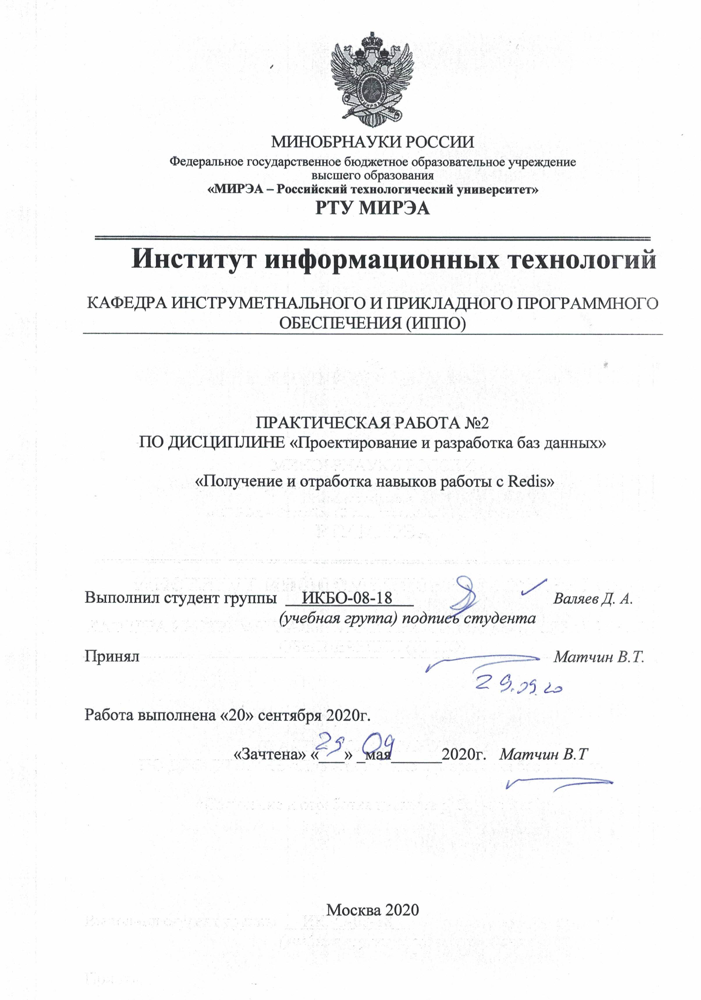 МИНОБРНАУКИ РОССИИ
Федеральное государственное бюджетное образовательное учреждение
высшего образования
«МИРЭА – Российский технологический университет»
РТУ МИРЭА
Институт информационных технологий
КАФЕДРА ИНСТРУМЕТНАЛЬНОГО И ПРИКЛАДНОГО ПРОГРАММНОГО
ОБЕСПЕЧЕНИЯ (ИППО)
ПРАКТИЧЕСКАЯ РАБОТА №2
ПО ДИСЦИПЛИНЕ «Проектирование и разработка баз данных»
«Получение и отработка навыков работы с Redis»
Выполнил студент группы ИКБО-08-18 Валяев Д. А.
(учебная группа) подпись студента
Принял Матчин В.Т.
29.09.20
Работа выполнена «20» сентября 2020г.
29 09
«Зачтена» «___» _мая______2020г. Матчин В.Т
Москва 2020